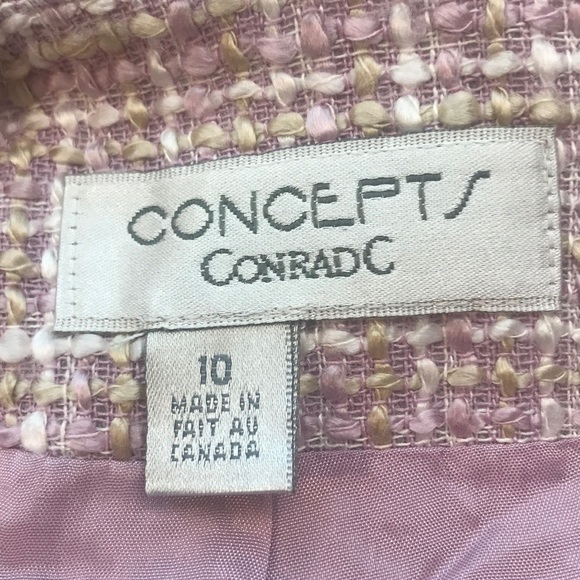 CONCEPTS
CONRADC
10
MADE IN
FAIT AU
CANADA